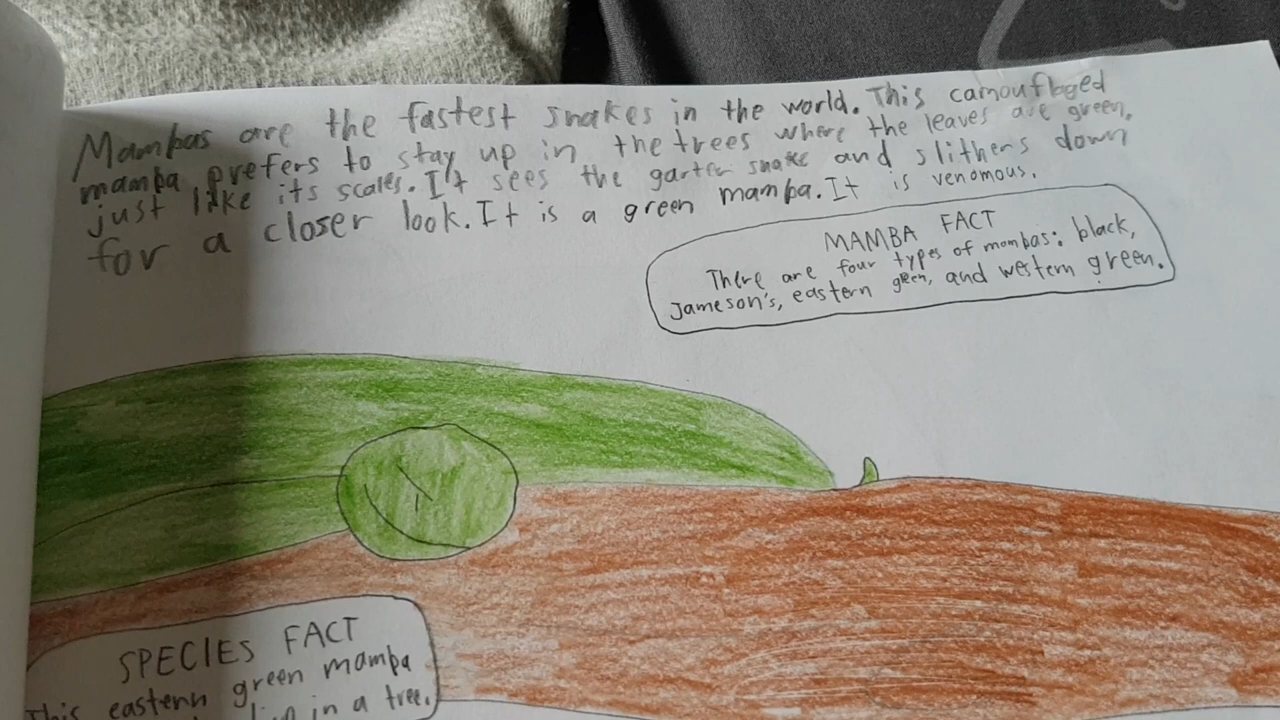 Mambas are the fastest snakes in the world. This camouflaged
mamba prefers to stay up in the trees where the leaves are green,
just like its scales. It sees the garter snake and slithers down
for a closer look. It is a green mamba. It is venomous.
MAMBA FACT
There are four types of mambas: black,
Jameson's, eastern green, and western green.
SPECIES FACT
This eastern green mamba
in a tree.